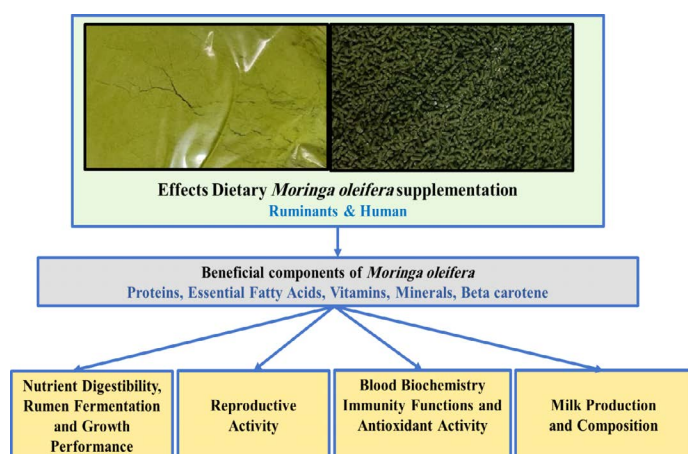 Effects Dietary Moringa oleifera supplementation
Ruminants & Human
Beneficial components of Moringa oleifera
Proteins, Essential Fatty Acids, Vitamins, Minerals, Beta carotene
Nutrient Digestibility,
Rumen Fermentation
and Growth
Performance
Reproductive
Activity
Blood Biochemistry
Immunity Functions and
Antioxidant Activity
Milk Production
and Composition